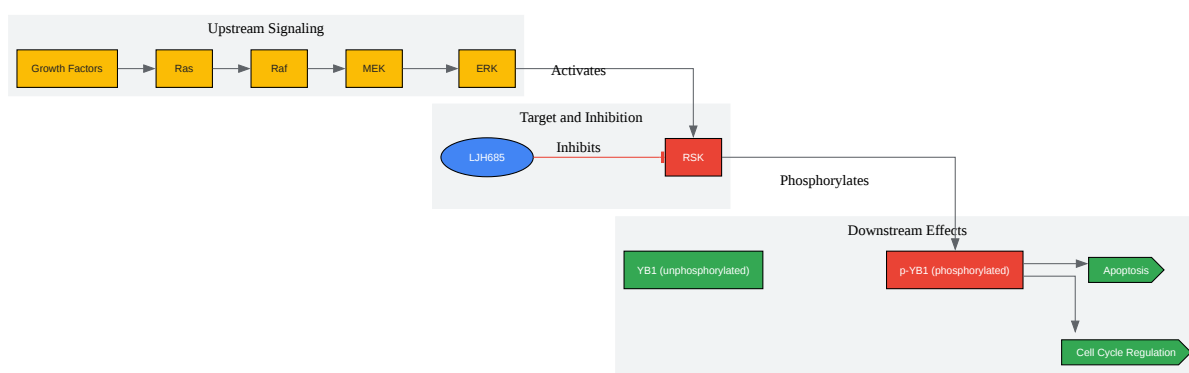 Upstream Signaling
Growth Factors
Ras
Raf
MEK
ERK
Activates
Target and Inhibition
LJH685
Inhibits
RSK
Phosphorylates
Downstream Effects
YB1 (unphosphorylated)
p-YB1 (phosphorylated)
Apoptosis
Cell Cycle Regulation